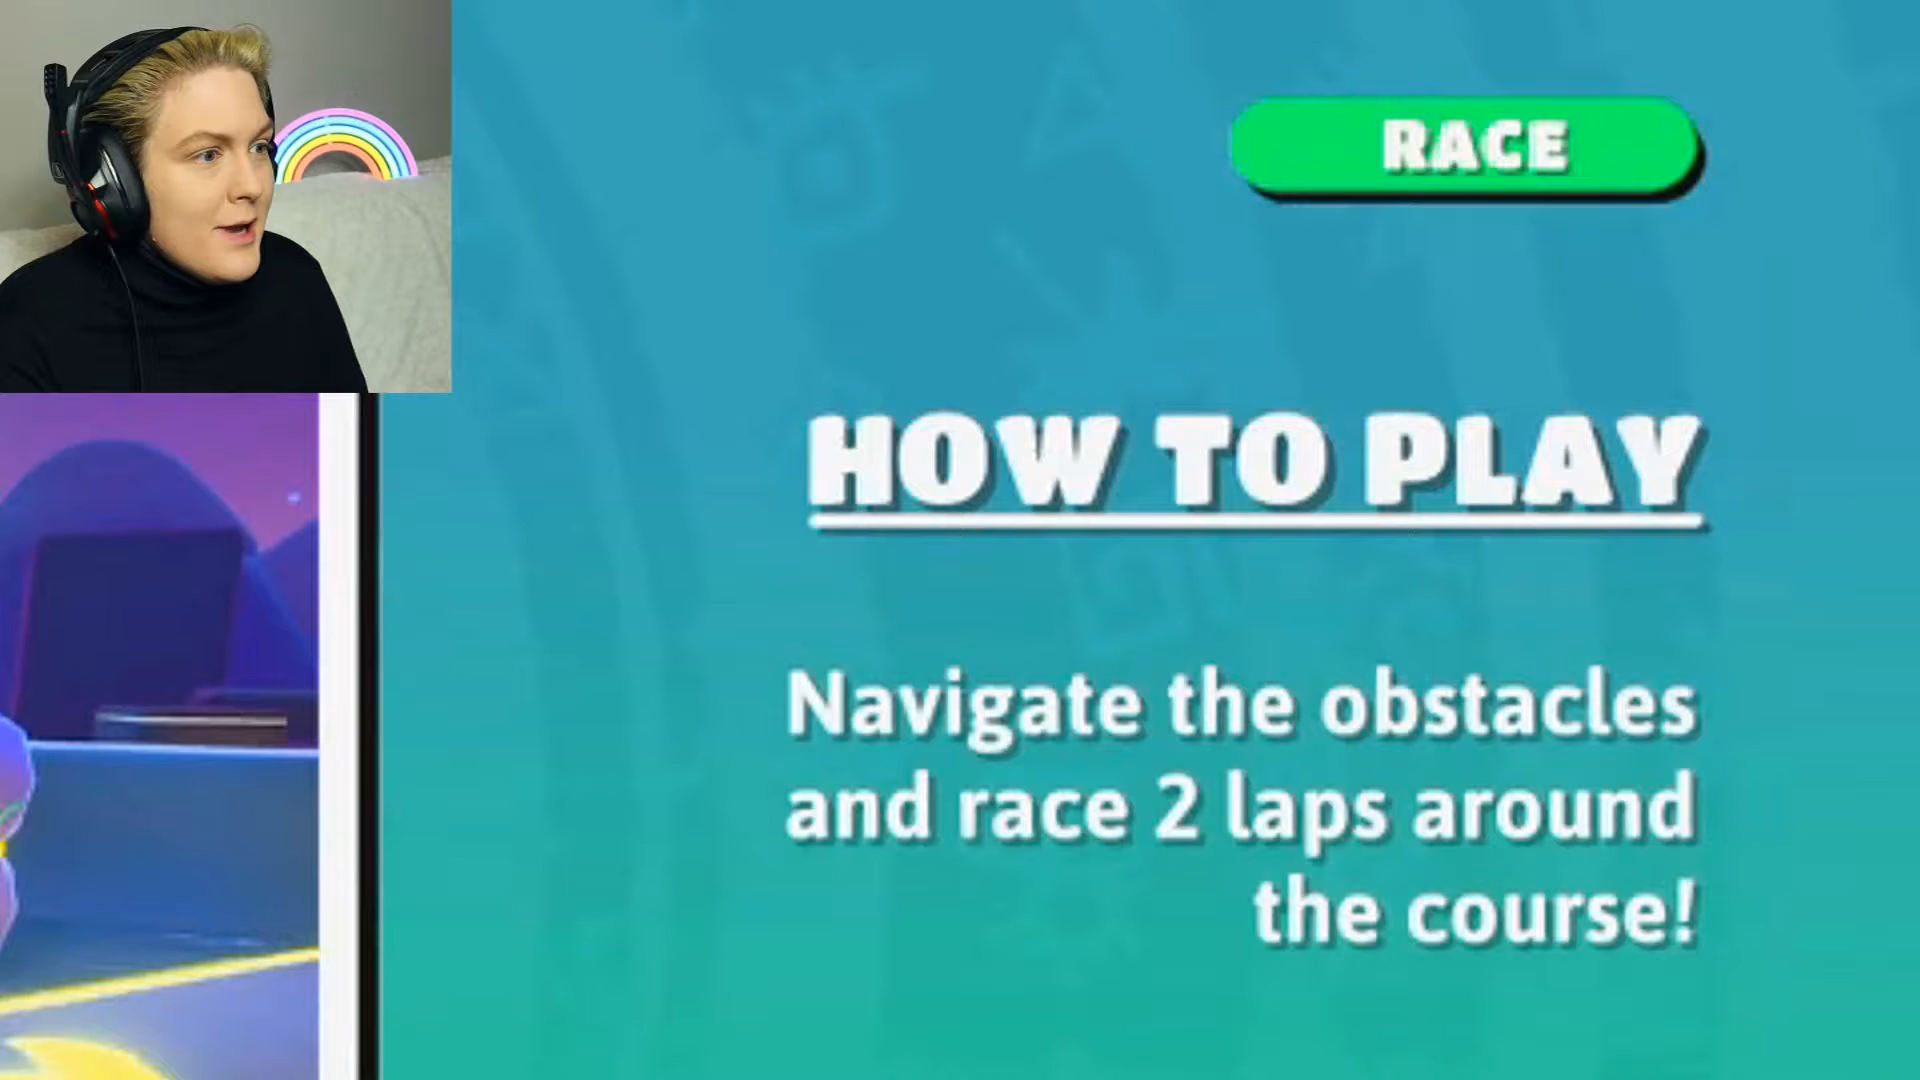 RACE
HOW TO PLAY
Navigate the obstacles
and race 2 laps around
the course!